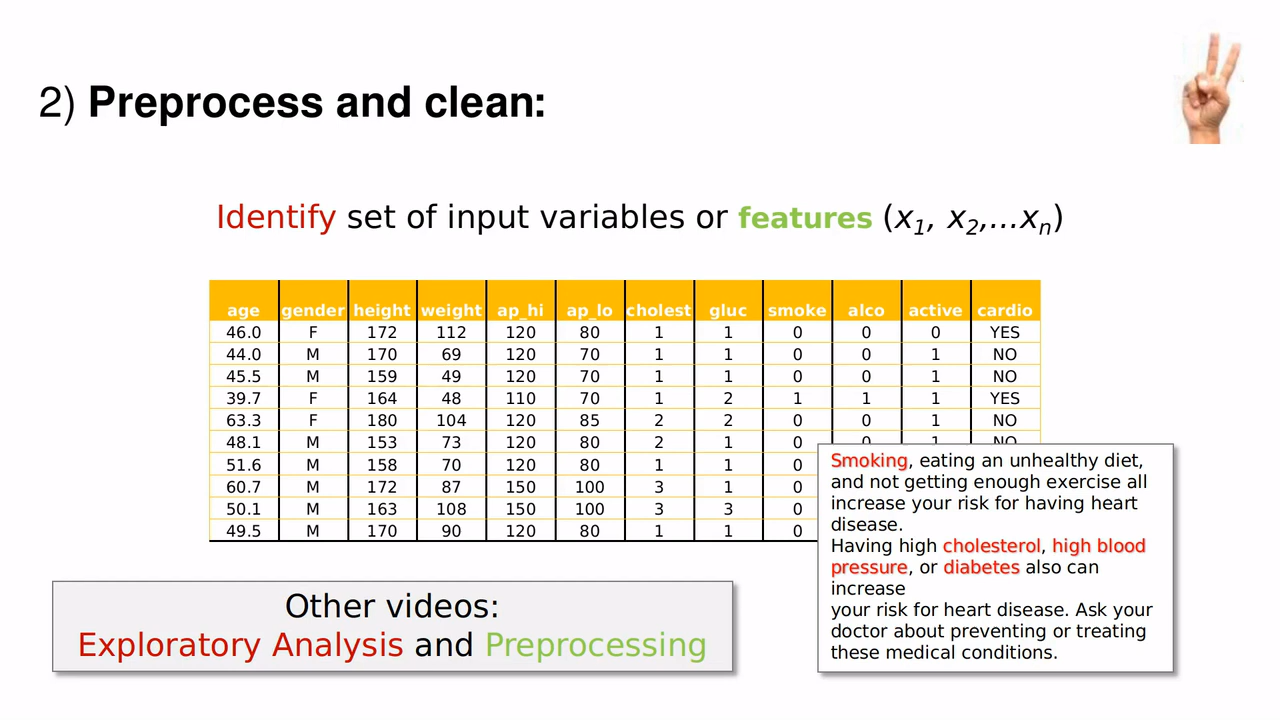 2) Preprocess and clean:
Identify set of input variables or features (x1, x2,...xn)
age gender height weight ap_hi ap_lo cholest gluc smoke alco active cardio
46.0 F 172 112 120 80 1 1 0 0 0 YES
44.0 M 170 69 120 70 1 1 0 0 1 NO
45.5 M 159 49 120 70 1 1 0 0 1 NO
39.7 F 164 48 110 70 1 2 1 1 1 YES
63.3 F 180 104 120 85 2 2 0 0 1 NO
48.1 M 153 73 120 80 2 1 0 0 1 NO
51.6 M 158 70 120 80 1 1 0
60.7 M 172 87 150 100 3 1 0
50.1 M 163 108 150 100 3 3 0
49.5 M 170 90 120 80 1 1 0
Smoking, eating an unhealthy diet,
and not getting enough exercise all
increase your risk for having heart
disease.
Having high cholesterol, high blood
pressure, or diabetes also can
increase
your risk for heart disease. Ask your
doctor about preventing or treating
these medical conditions.
Other videos:
Exploratory Analysis and Preprocessing